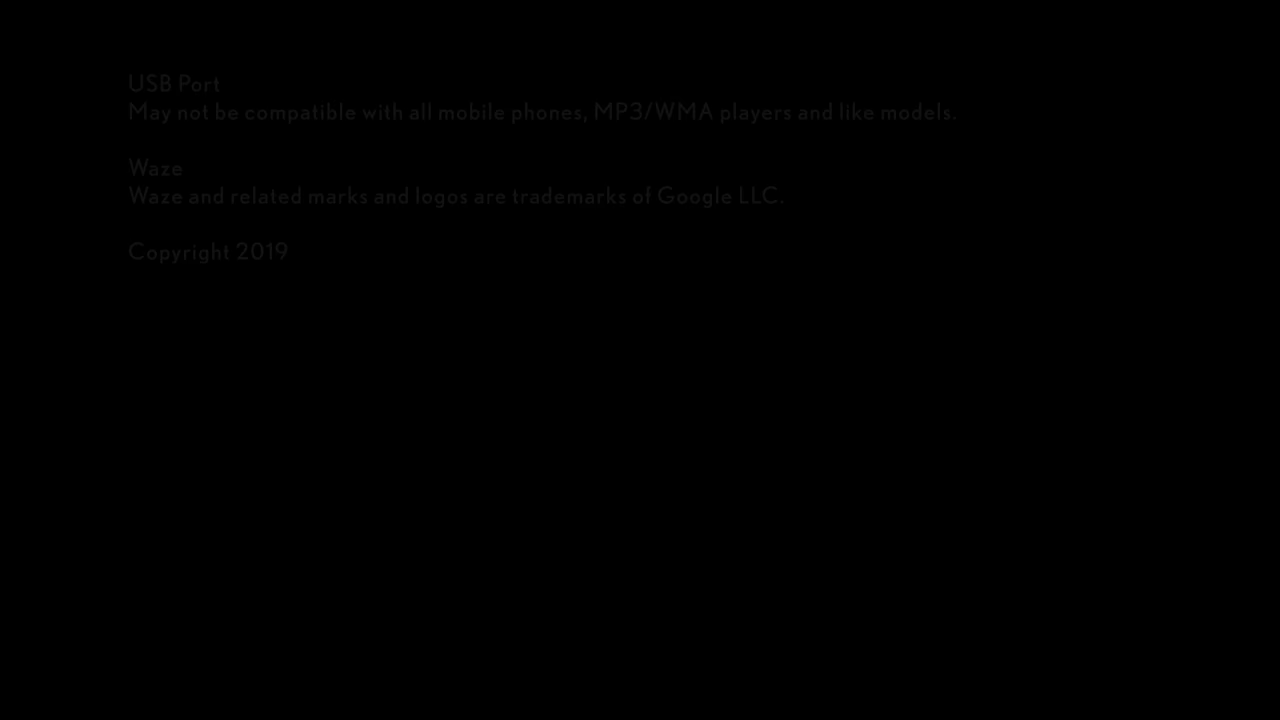 USB Port
May not be compatible with all mobile phones, MP3/WMA players and like models.
Waze
Waze and related marks and logos are trademarks of Google LLC.
Copyright 2019